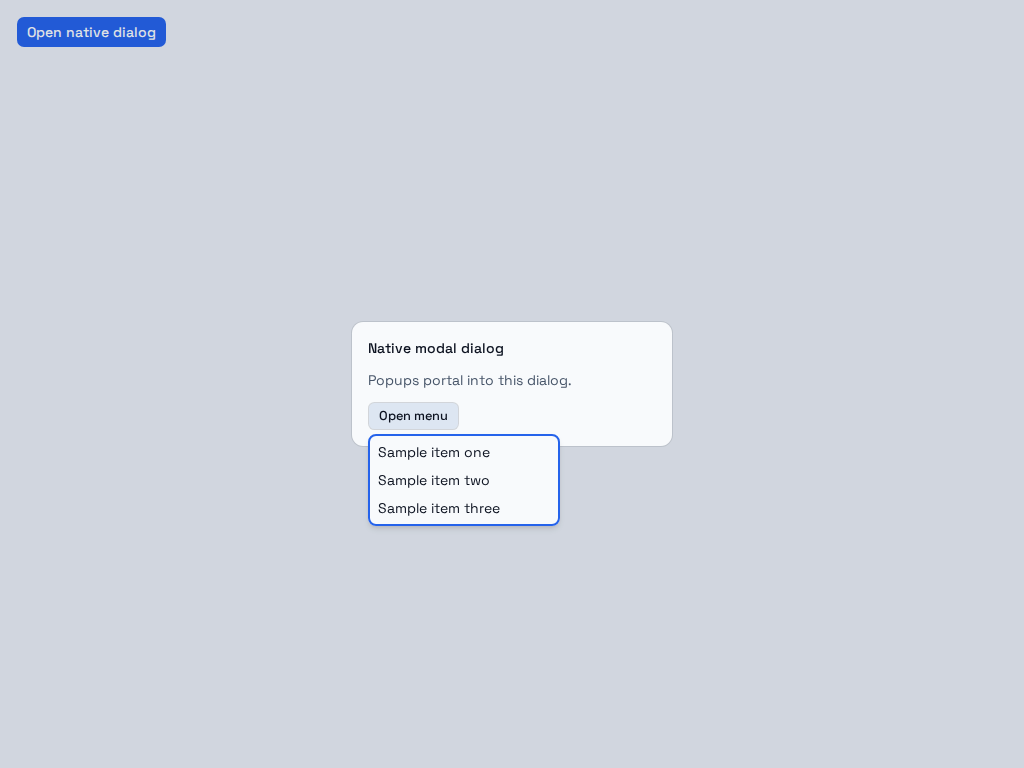 Open native dialog
Native modal dialog
Popups portal into this dialog.
Open menu
Sample item one
Sample item two
Sample item three